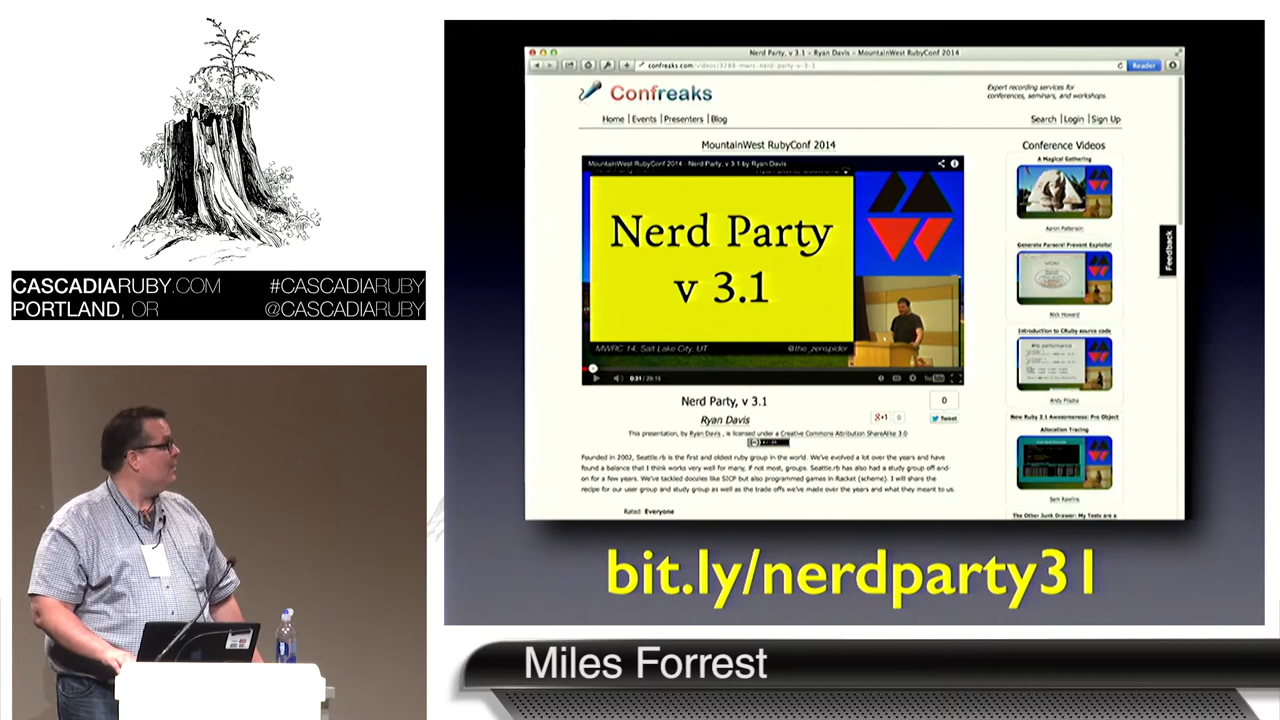 CASCADIARUBY.COM #CASCADIARUBY
PORTLAND, OR @CASCADIARUBY
Nerd Party, v 3.1 - Ryan Davis - MountainWest RubyConf 2014
confreaks.com/videos/3288-mwrc-nerd-party-v-3-1
Reader
Confreaks
Expert recording services for
conferences, seminars, and workshops.
Home | Events | Presenters | Blog
Search | Login | Sign Up
MountainWest RubyConf 2014
MountainWest RubyConf 2014 - Nerd Party, v 3.1 by Ryan Davis
Nerd Party
v 3.1
MWRC 14, Salt Lake City, UT @the_zenspider
0:31 /
Nerd Party, v 3.1
Ryan Davis
0
+1 0
Tweet
This presentation, by Ryan Davis , is licensed under a Creative Commons Attribution ShareAlike 3.0
Founded in 2002, Seattle.rb is the first and oldest ruby group in the world. We've evolved a lot over the years and have
found a balance that I think works very well for many, if not most, groups. Seattle.rb has also had a study group off and-
on for a few years. We've tackled doozies like SICP but also programmed games in Racket (scheme). I will share the
recipe for our user group and study group as well as the trade offs we've made over the years and what they meant to us.
Rated: Everyone
Conference Videos
A Magical Gathering
Aaron Patterson
Generate Parsers! Prevent Exploits!
Nick Howard
Introduction to CRuby source code
Andy Pliszka
New Ruby 2.1 Awesomeness: Pro Object
Allocation Tracing
Sam Rawlins
The Other Junk Drawer: My Tests are a
Feedback
bit.ly/nerdparty31
Miles Forrest